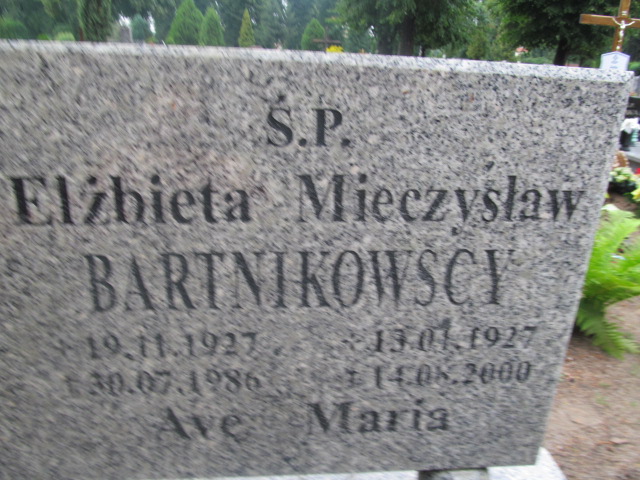 Ś.P.
Elżbieta Mieczysław
BARTNIKOWSCY
19.11.1927 13.01.1927
30.07.1986 14.08.2000
Ave Maria